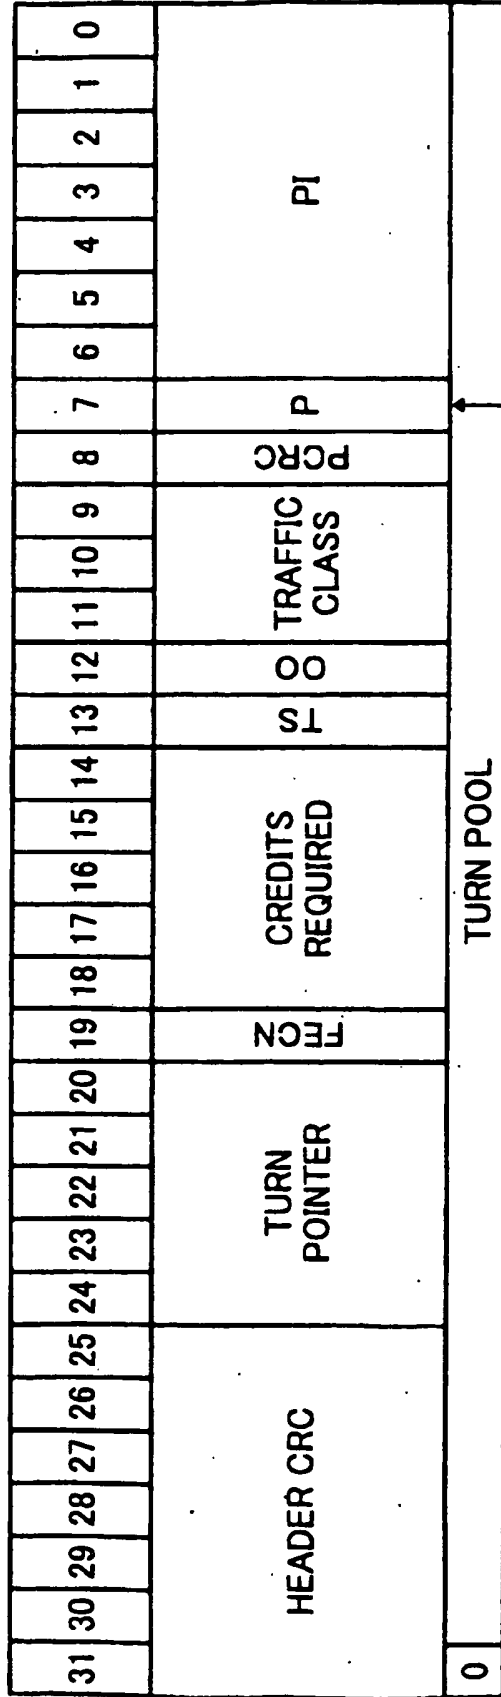 31 30 29 28 27 26 25 24 23 22 21 20 19 18 17 16 15 14 13 12 11 10 9 8 7 6 5 4 3 2 1 0
HEADER CRC
TURN
POINTER
FECN
CREDITS
REQUIRED
TS
OO
TRAFFIC
CLASS
PCRC
P
PI
0
TURN POOL